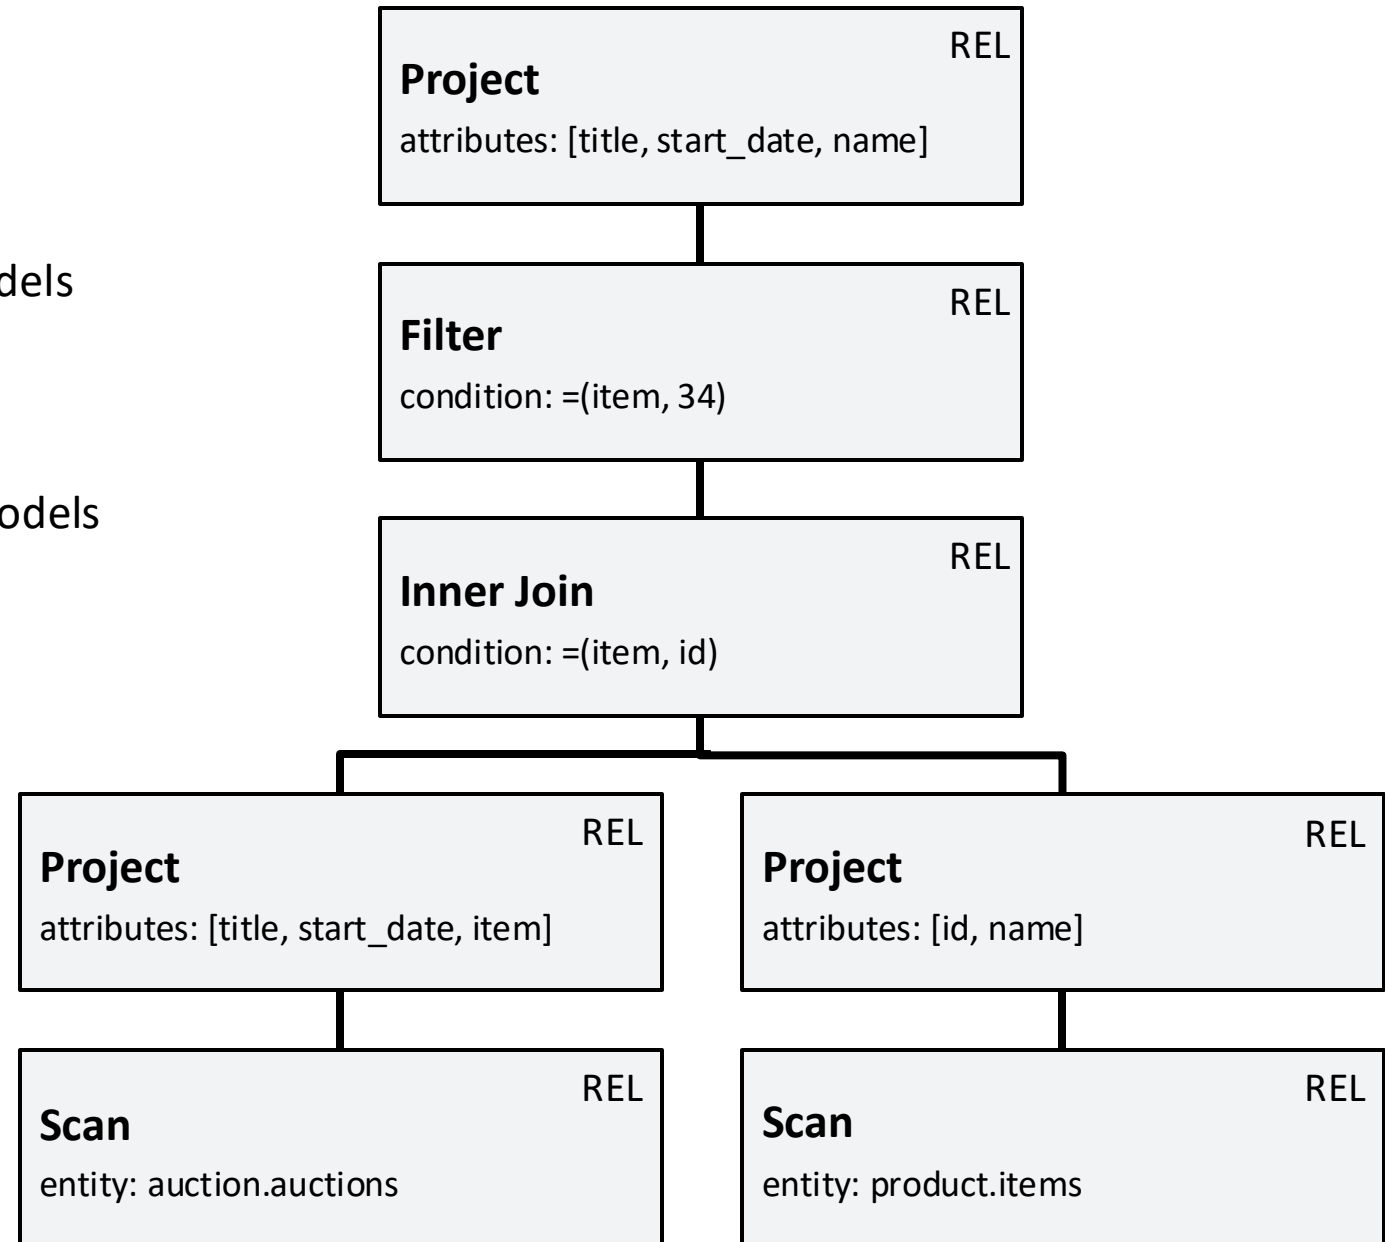 REL
Project
attributes: [title, start_date, name]
dels
REL
Filter
condition: =(item, 34)
odels
REL
Inner Join
condition: =(item, id)
REL
Project
attributes: [title, start_date, item]
REL
Project
attributes: [id, name]
REL
Scan
entity: auction.auctions
REL
Scan
entity: product.items